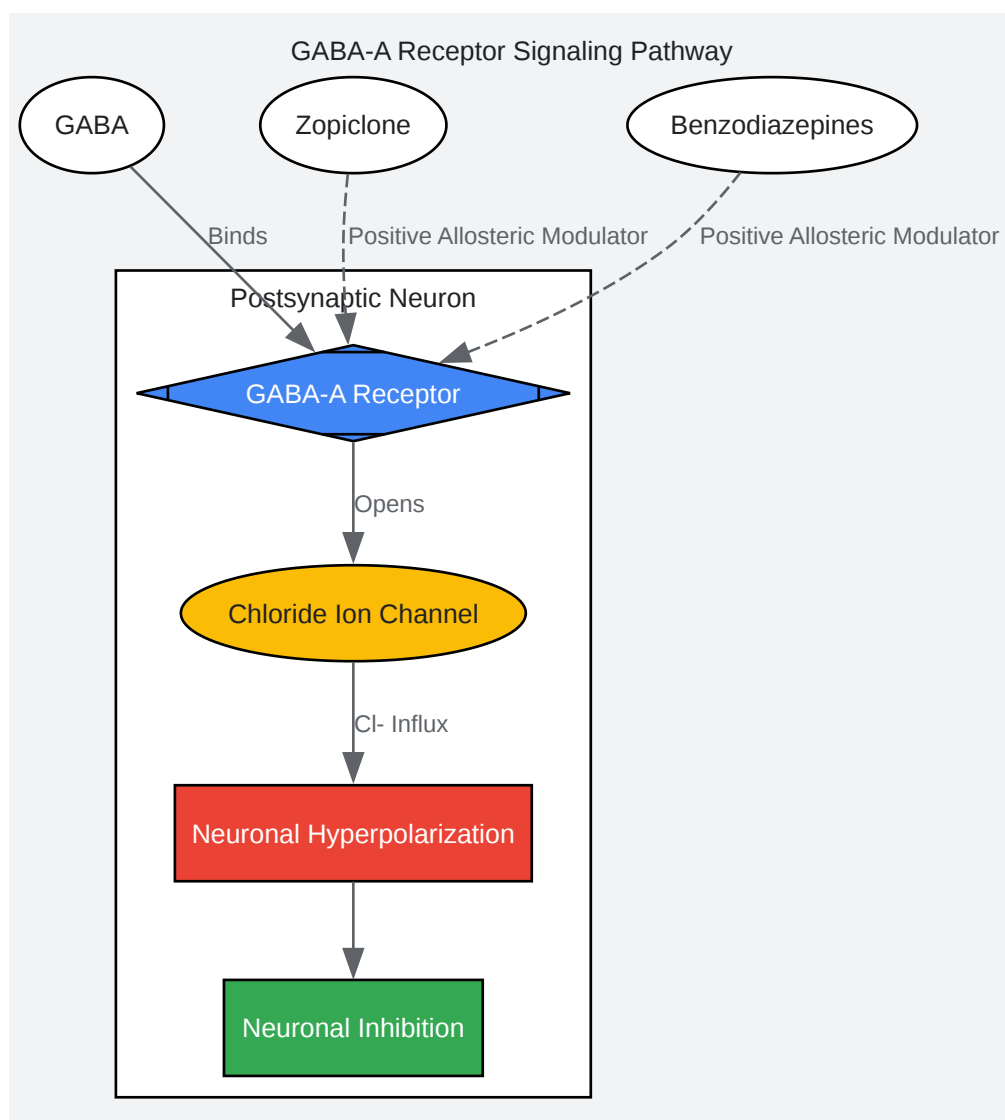 GABA-A Receptor Signaling Pathway
GABA
Zopiclone
Benzodiazepines
Binds
Positive Allosteric Modulator
Positive Allosteric Modulator
Postsynaptic Neuron
GABA-A Receptor
Opens
Chloride Ion Channel
Cl- Influx
Neuronal Hyperpolarization
Neuronal Inhibition